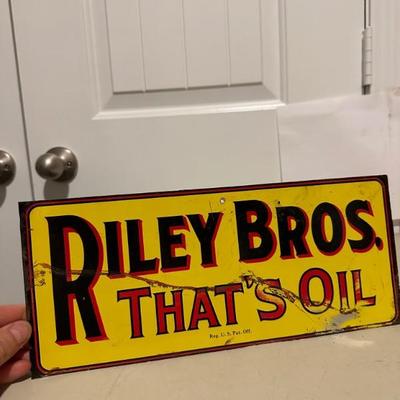 RILEY BROS.
THAT'S OIL
Reg. U. S. Pat. Off.